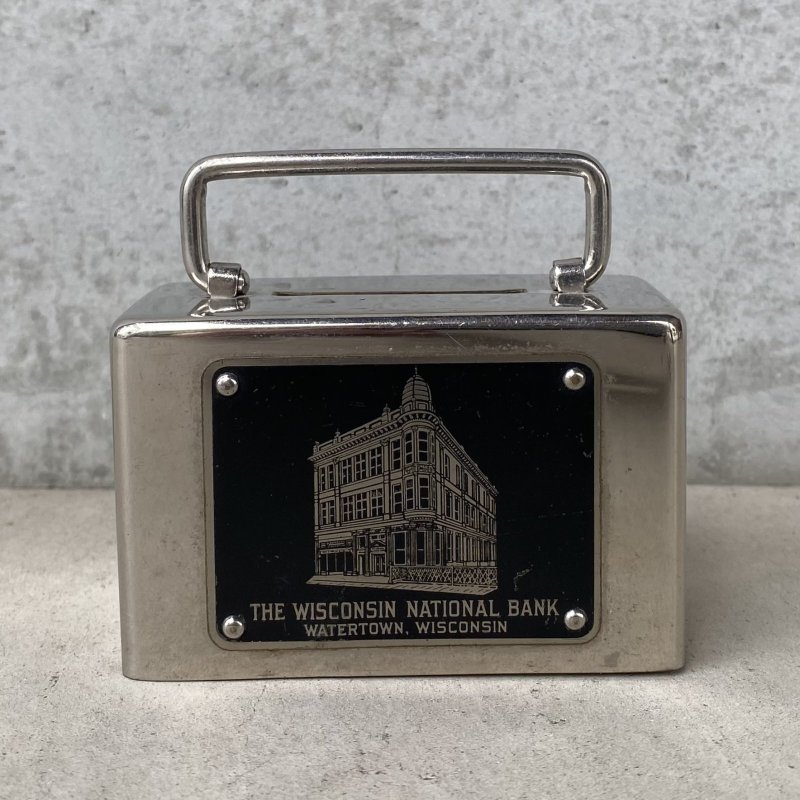 THE WISCONSIN NATIONAL BANK
WATERTOWN, WISCONSIN